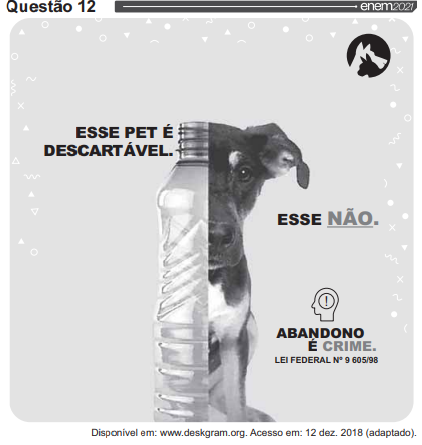 Questão 12
enem2021
ESSE PET É
DESCARTÁVEL.
ESSE NÃO.
ABANDONO
É CRIME.
LEI FEDERAL Nº 9 605/98
Disponível em: www.deskgram.org. Acesso em: 12 dez. 2018 (adaptado).